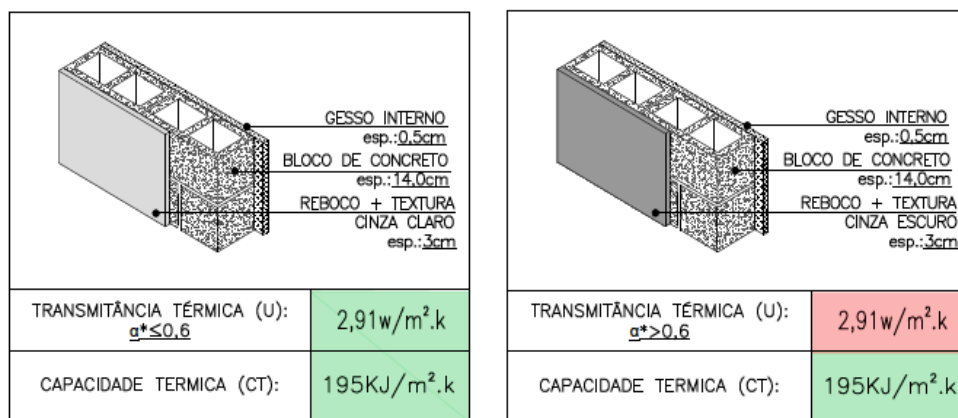 GESSO INTERNO
esp.:0,5cm
BLOCO DE CONCRETO
esp.:14,0cm
REBOCO + TEXTURA
CINZA CLARO
esp.:3cm
TRANSMITÂNCIA TÉRMICA (U):
α*≤0,6
2,91w/m².k
CAPACIDADE TERMICA (CT):
195KJ/m².k
GESSO INTERNO
esp.:0,5cm
BLOCO DE CONCRETO
esp.:14,0cm
REBOCO + TEXTURA
CINZA ESCURO
esp.:3cm
TRANSMITÂNCIA TÉRMICA (U):
α*>0,6
2,91w/m².k
CAPACIDADE TERMICA (CT):
195KJ/m².k